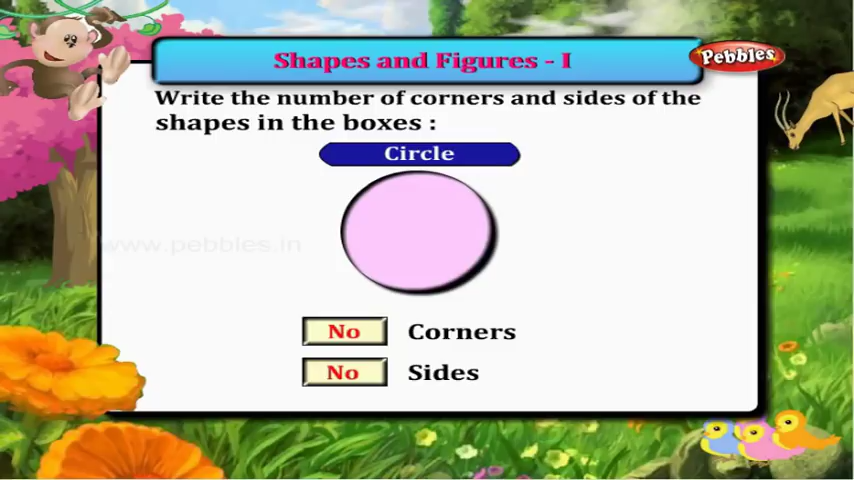 Shapes and Figures - I
Pebbles
Write the number of corners and sides of the
shapes in the boxes :
Circle
www.pebbles.in
No Corners
No Sides